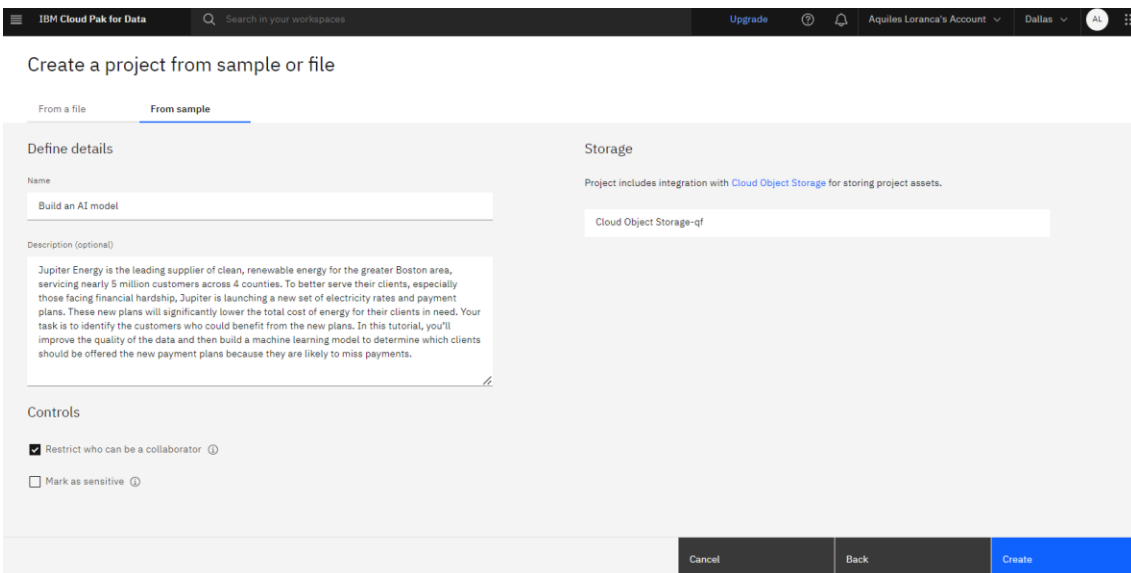 IBM Cloud Pak for Data
Search in your workspaces
Upgrade
Aquiles Loranca's Account
Dallas
AL
Create a project from sample or file
From a file
From sample
Define details
Name
Build an AI model
Description (optional)
Jupiter Energy is the leading supplier of clean, renewable energy for the greater Boston area,
servicing nearly 5 million customers across 4 counties. To better serve their clients, especially
those facing financial hardship, Jupiter is launching a new set of electricity rates and payment
plans. These new plans will significantly lower the total cost of energy for their clients in need. Your
task is to identify the customers who could benefit from the new plans. In this tutorial, you'll
improve the quality of the data and then build a machine learning model to determine which clients
should be offered the new payment plans because they are likely to miss payments.
Controls
Restrict who can be a collaborator
Mark as sensitive
Storage
Project includes integration with Cloud Object Storage for storing project assets.
Cloud Object Storage-qf
Cancel
Back
Create